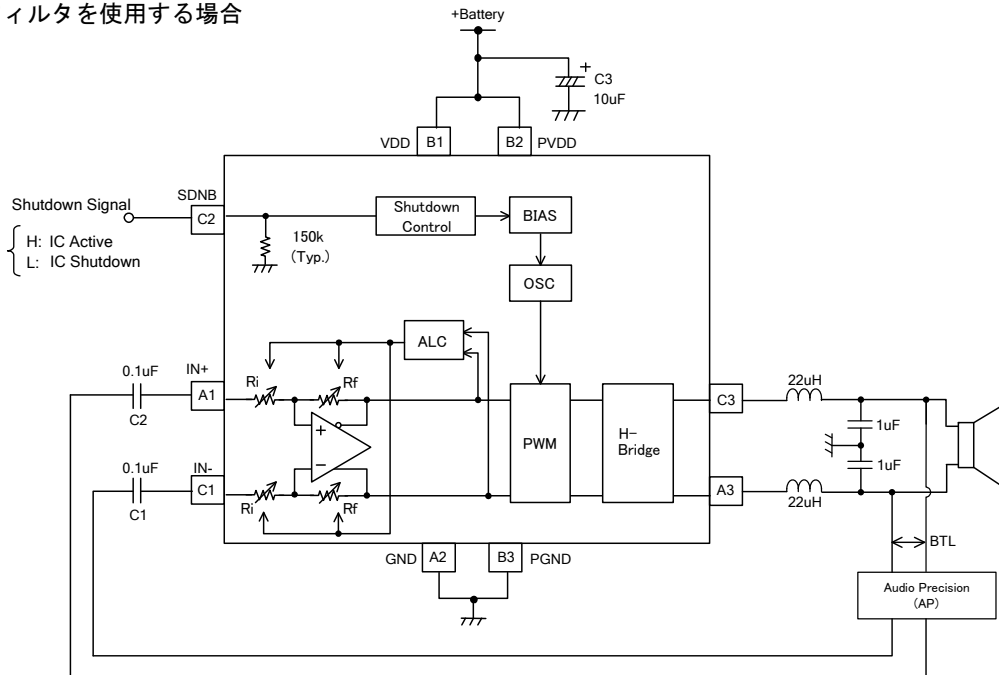 ィルタを使用する場合
+Battery
+
C3
10uF
VDD
B1
B2
PVDD
SDNB
Shutdown Signal
C2
H: IC Active
L: IC Shutdown
150k
(Typ.)
Shutdown
Control
BIAS
OSC
ALC
0.1uF
IN+
A1
C2
Ri
Rf
+
−
PWM
H-
Bridge
C3
22uH
1uF
1uF
0.1uF
IN-
C1
C1
Ri
Rf
A3
22uH
BTL
GND
A2
B3
PGND
Audio Precision
(AP)